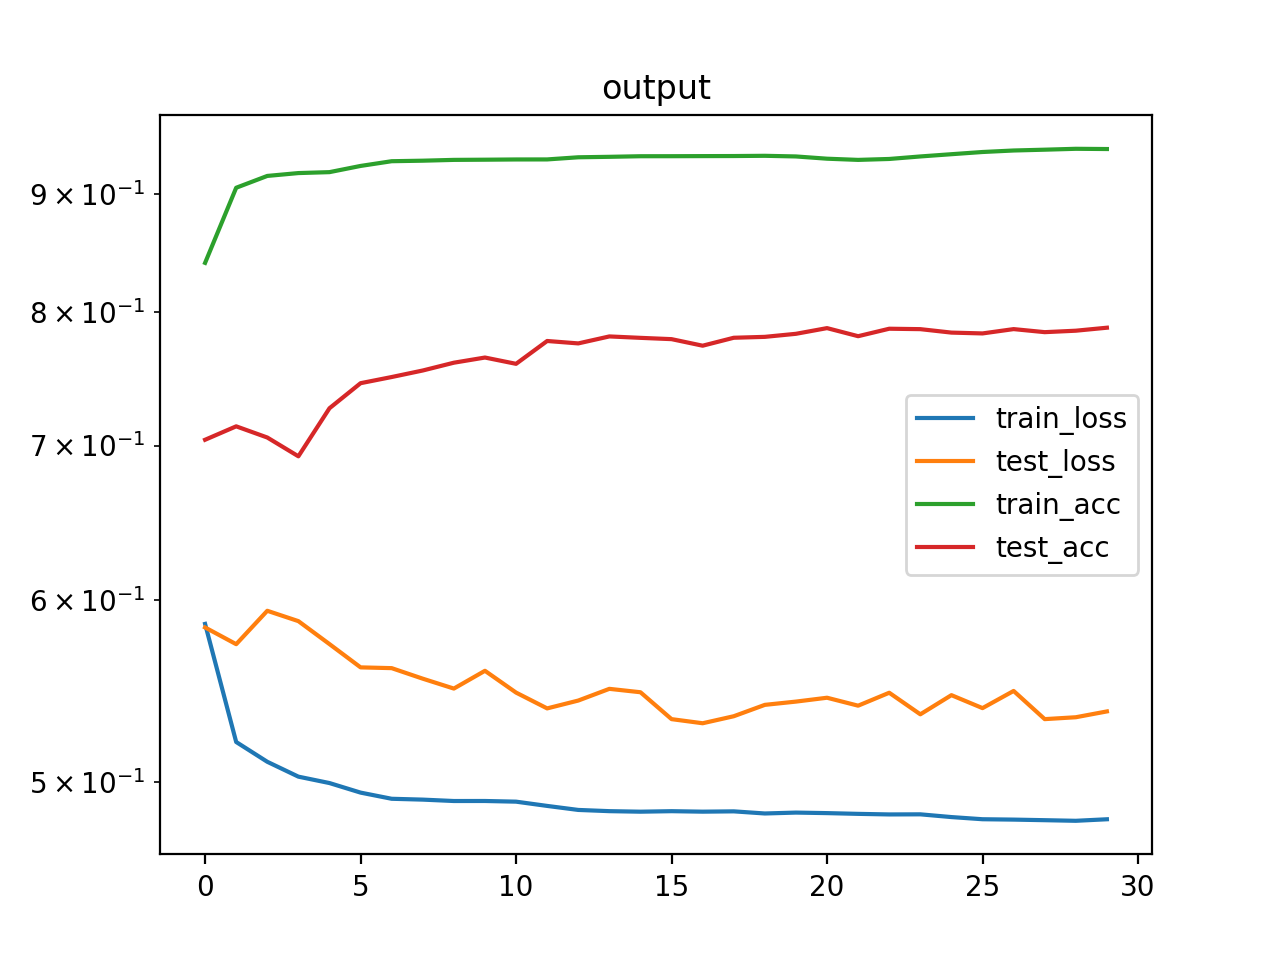 output
9 × 10⁻¹
8 × 10⁻¹
7 × 10⁻¹
6 × 10⁻¹
5 × 10⁻¹
train_loss
test_loss
train_acc
test_acc
0 5 10 15 20 25 30